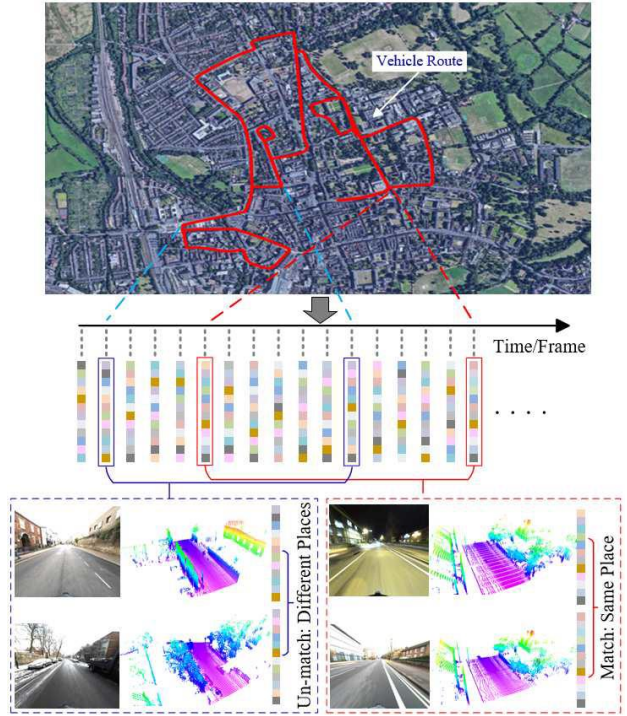 Vehicle Route
Time/Frame
. . . .
Un-match: Different Places
Match: Same Place